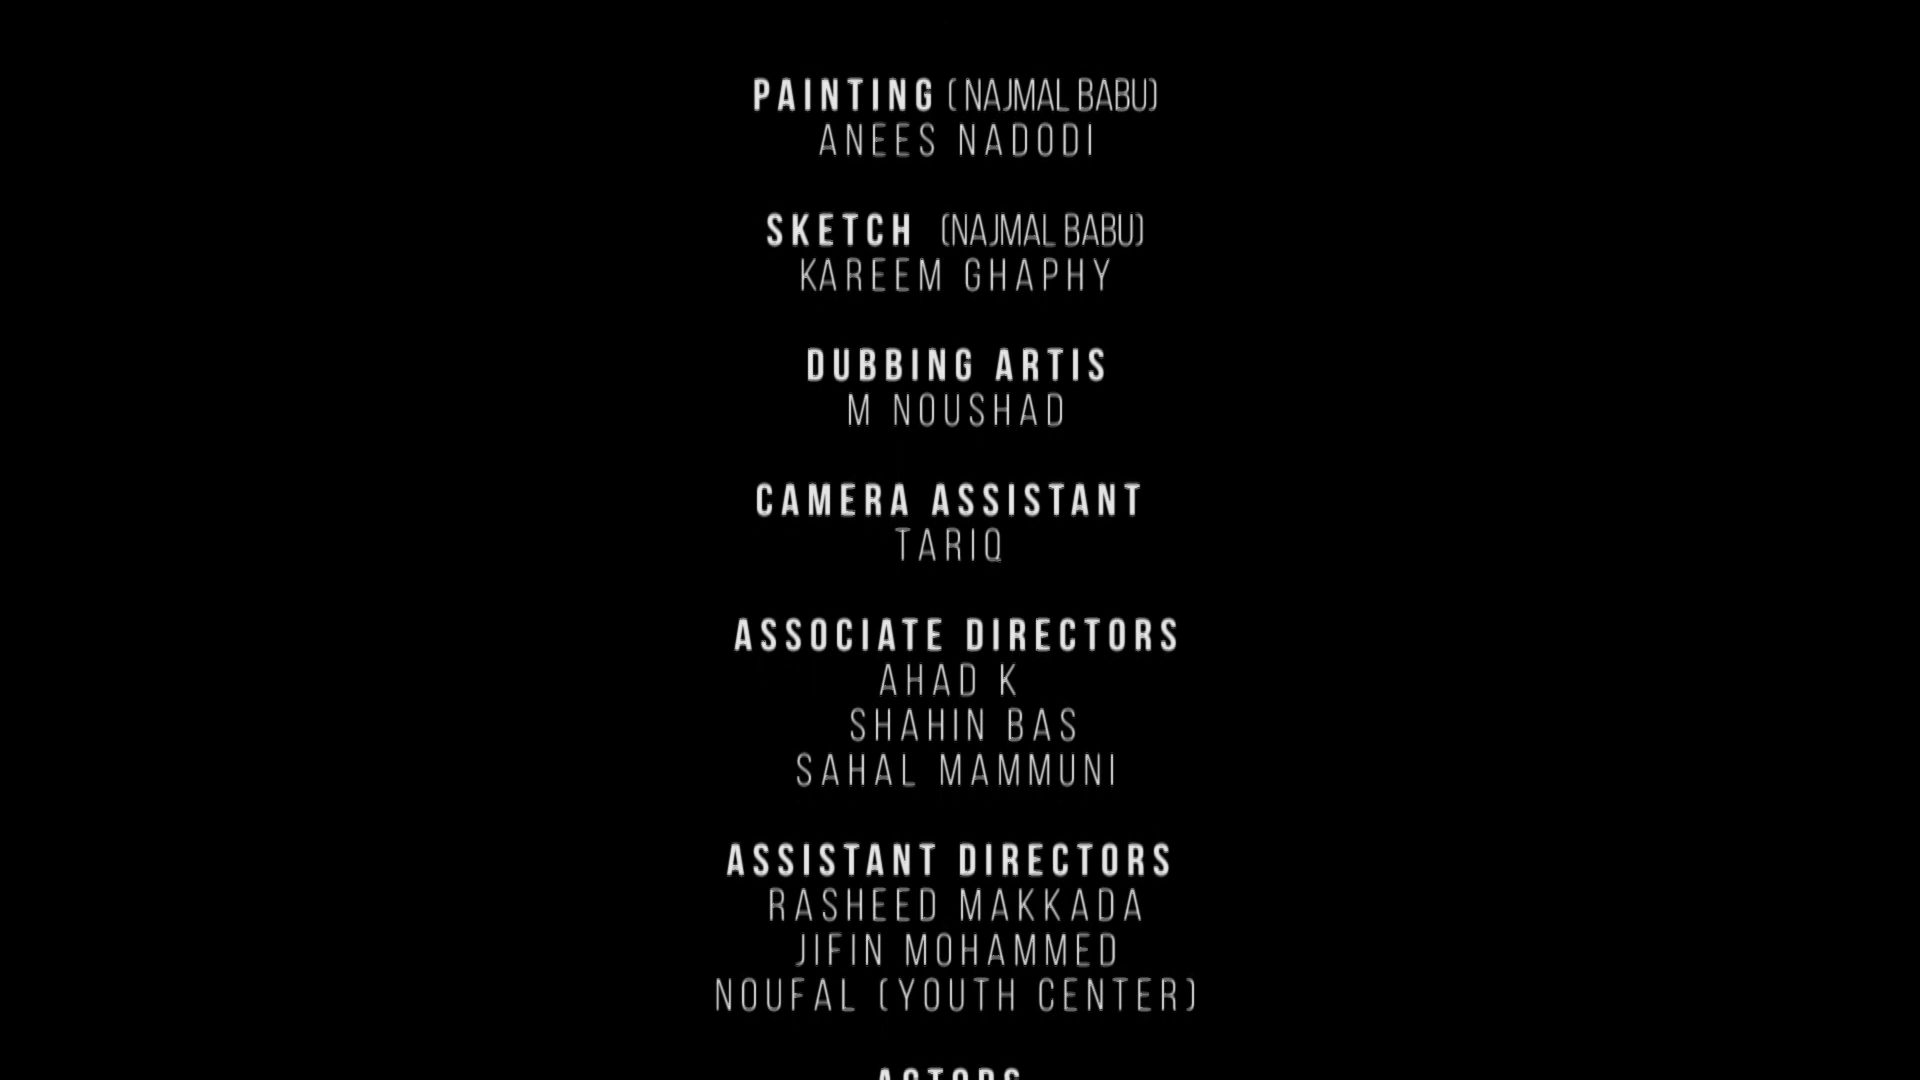 PAINTING ( NAJMAL BABU)
ANEES NADODI
SKETCH (NAJMAL BABU)
KAREEM GHAPHY
DUBBING ARTIS
M NOUSHAD
CAMERA ASSISTANT
TARIQ
ASSOCIATE DIRECTORS
AHAD K
SHAHIN BAS
SAHAL MAMMUNI
ASSISTANT DIRECTORS
RASHEED MAKKADA
JIFIN MOHAMMED
NOUFAL (YOUTH CENTER)
ACTORS